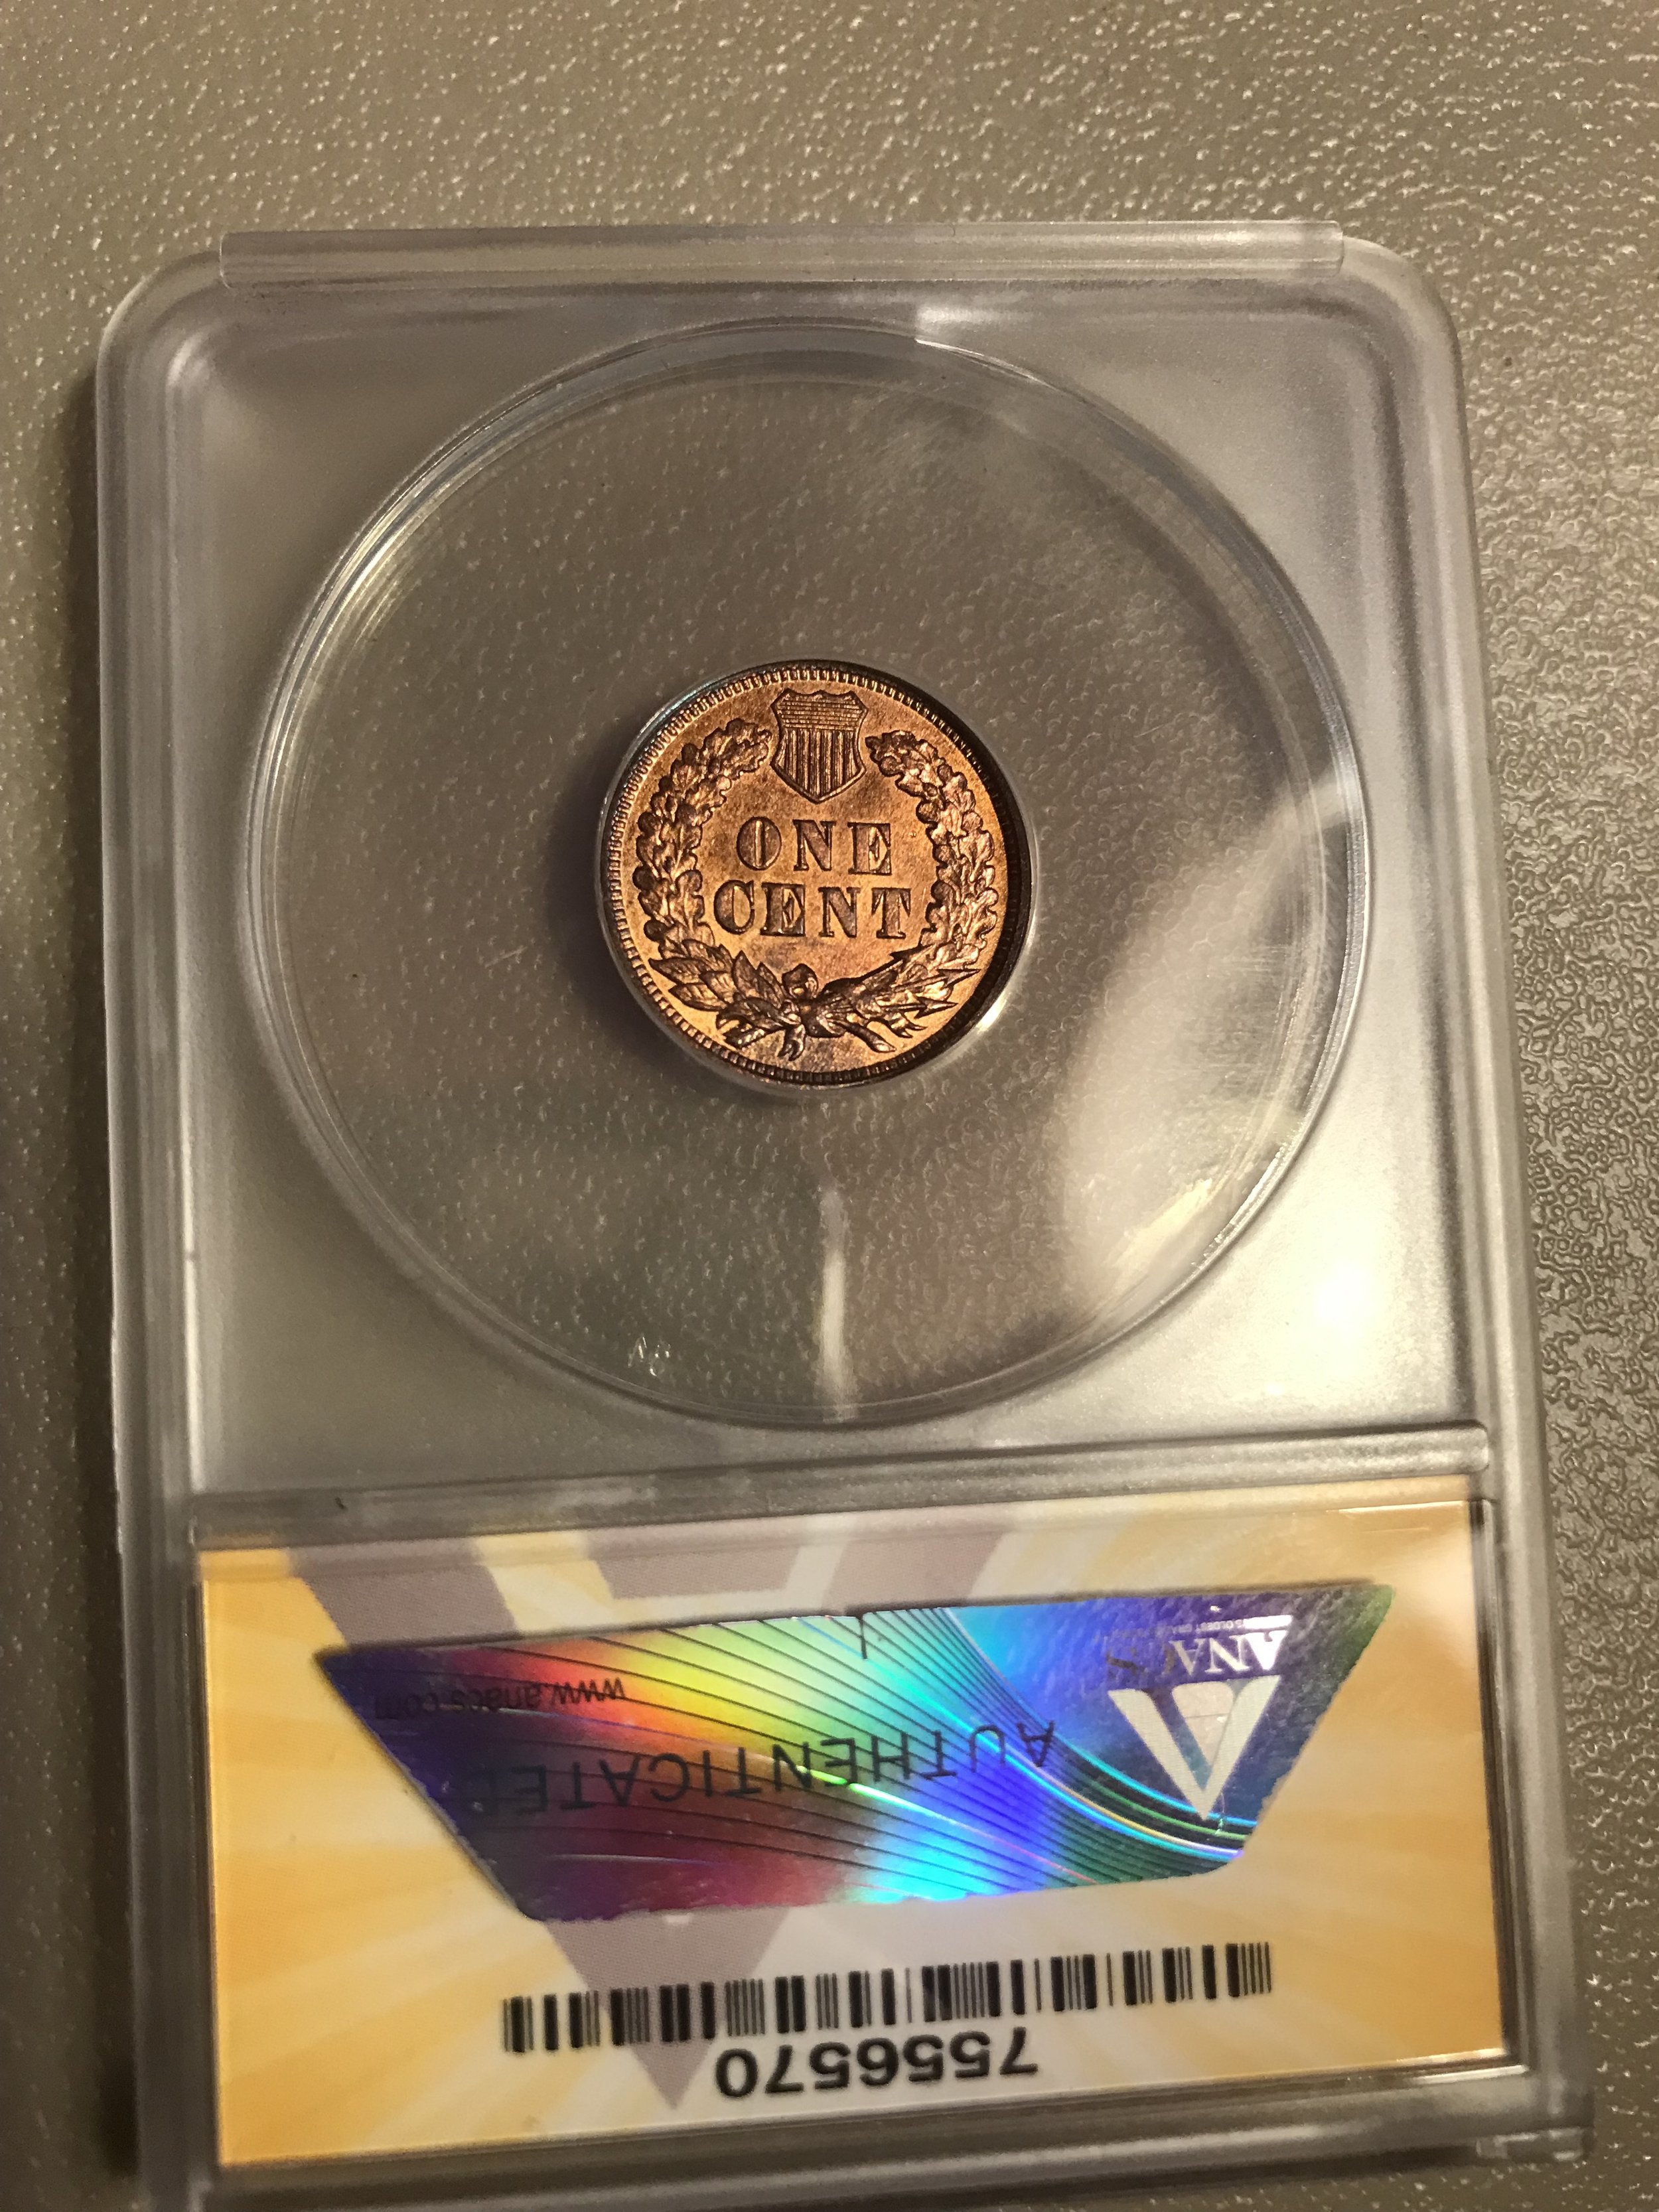 ONE
CENT
ANACS
www.anacs.com
AUTHENTICATED
7556570